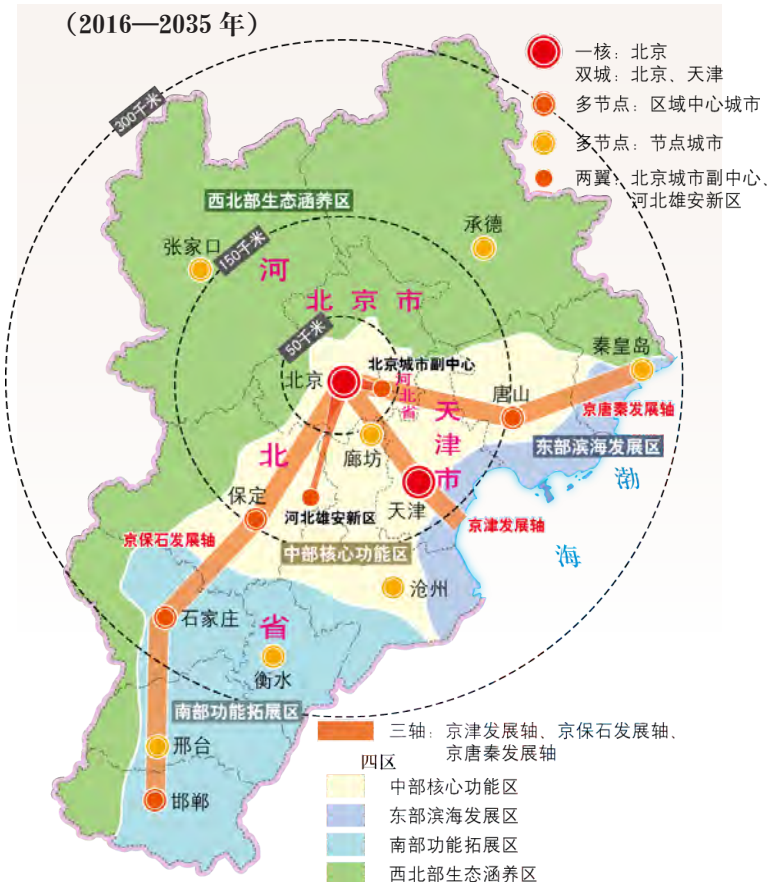 （2016—2035 年）
一核：北京
双城：北京、天津
多节点：区域中心城市
多节点：节点城市
两翼：北京城市副中心、
河北雄安新区
300千米
西北部生态涵养区
承德
张家口
150千米
河
北京市
50千米
秦皇岛
北京城市副中心
北京
河北省
唐山
京唐秦发展轴
天津市
东部滨海发展区
廊坊
北
渤
保定
天津
河北雄安新区
京津发展轴
京保石发展轴
中部核心功能区
海
沧州
石家庄
省
衡水
南部功能拓展区
三轴：京津发展轴、京保石发展轴、
京唐秦发展轴
邢台
四区
中部核心功能区
邯郸
东部滨海发展区
南部功能拓展区
西北部生态涵养区